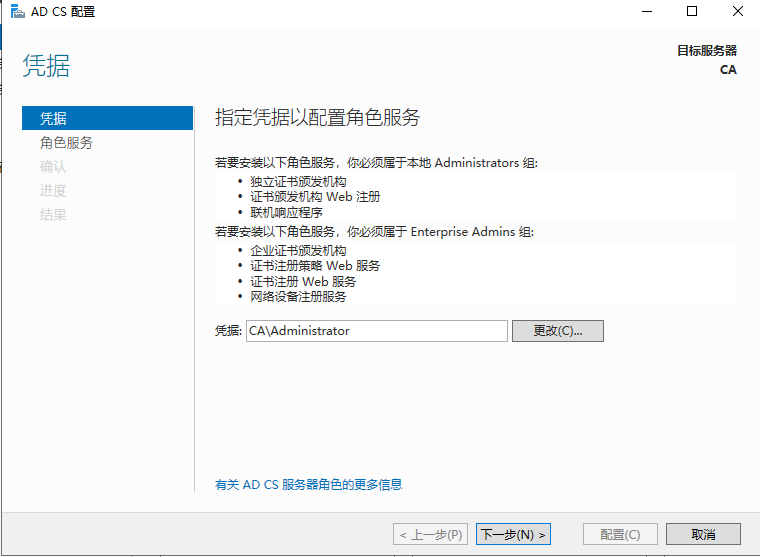 AD CS 配置
目标服务器
CA
凭据
凭据
角色服务
确认
进度
结果
指定凭据以配置角色服务
若要安装以下角色服务，你必须属于本地 Administrators 组:
• 独立证书颁发机构
• 证书颁发机构 Web 注册
• 联机响应程序
若要安装以下角色服务，你必须属于 Enterprise Admins 组:
• 企业证书颁发机构
• 证书注册策略 Web 服务
• 证书注册 Web 服务
• 网络设备注册服务
凭据: CA\Administrator 更改(C)...
有关 AD CS 服务器角色的更多信息
< 上一步(P) 下一步(N) > 配置(C) 取消